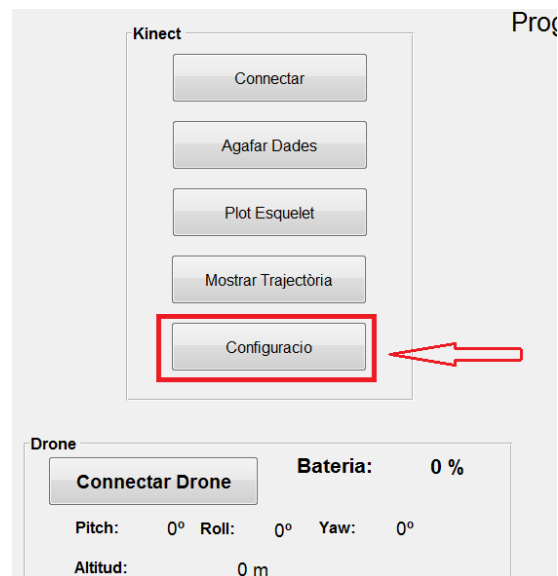 Prog
Kinect
Connectar
Agafar Dades
Plot Esquelet
Mostrar Trajectòria
Configuracio
Drone
Connectar Drone Bateria: 0 %
Pitch: 0º Roll: 0º Yaw: 0º
Altitud: 0 m